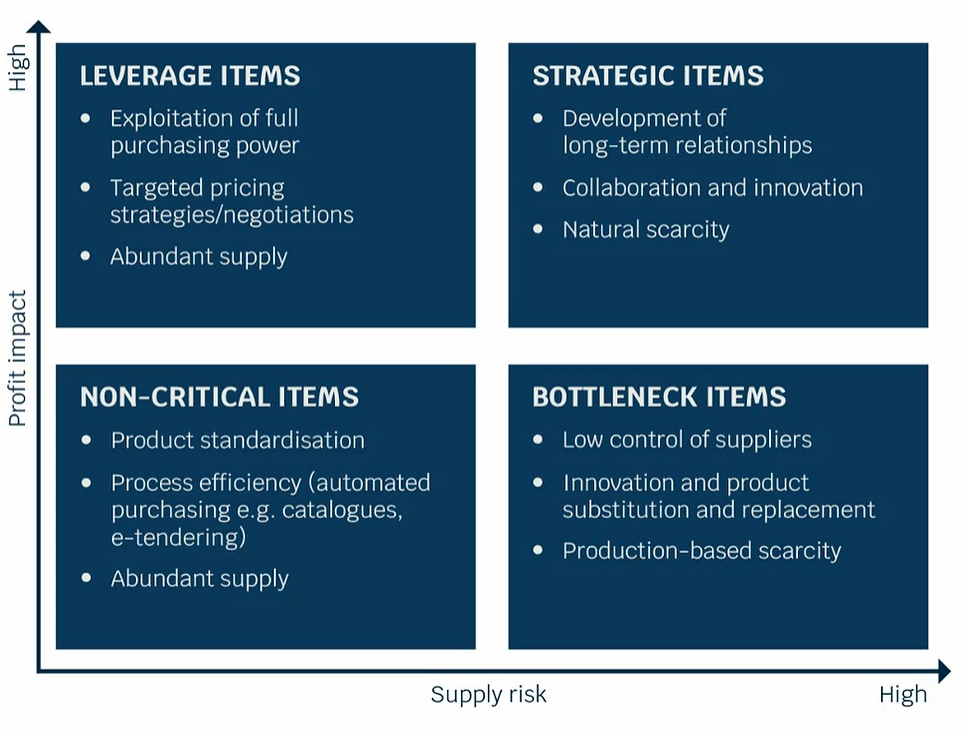 High
Profit impact
LEVERAGE ITEMS
• Exploitation of full
purchasing power
• Targeted pricing
strategies/negotiations
• Abundant supply
STRATEGIC ITEMS
• Development of
long-term relationships
• Collaboration and innovation
• Natural scarcity
NON-CRITICAL ITEMS
• Product standardisation
• Process efficiency (automated
purchasing e.g. catalogues,
e-tendering)
• Abundant supply
BOTTLENECK ITEMS
• Low control of suppliers
• Innovation and product
substitution and replacement
• Production-based scarcity
Supply risk
High